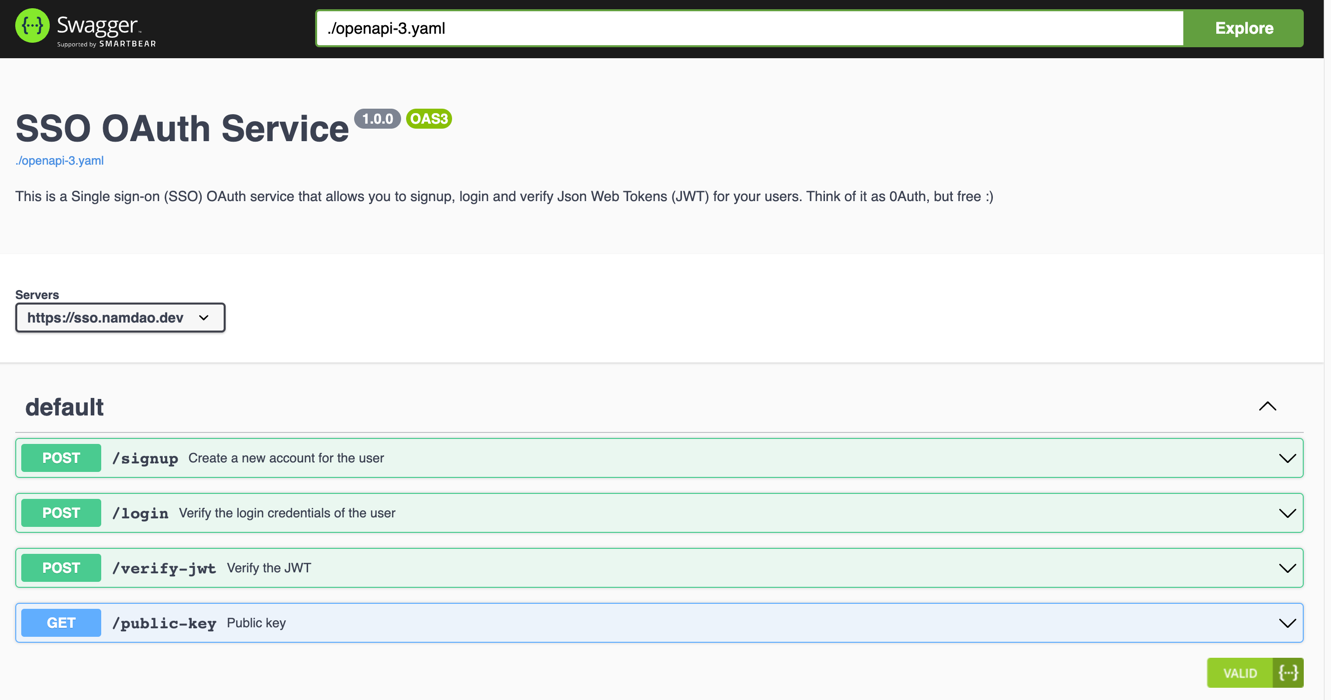 Swagger
Supported by SMARTBEAR
./openapi-3.yaml
Explore
SSO OAuth Service 1.0.0 OAS3
./openapi-3.yaml
This is a Single sign-on (SSO) OAuth service that allows you to signup, login and verify Json Web Tokens (JWT) for your users. Think of it as 0Auth, but free :)
Servers
https://sso.namdao.dev
default
POST /signup Create a new account for the user
POST /login Verify the login credentials of the user
POST /verify-jwt Verify the JWT
GET /public-key Public key
VALID {...}